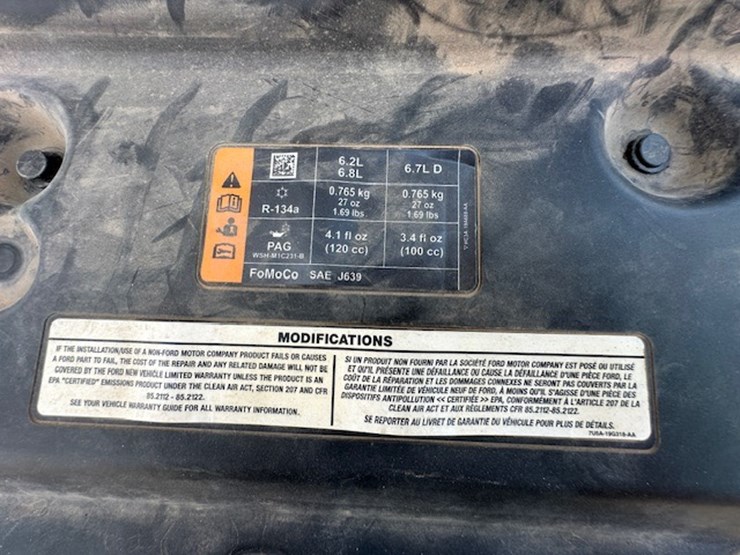 6.2L
6.8L
6.7L D
R-134a
0.765 kg
27 oz
1.69 lbs
0.765 kg
27 oz
1.69 lbs
PAG
WSH-M1C231-B
4.1 fl oz
(120 cc)
3.4 fl oz
(100 cc)
FoMoCo SAE J639
MODIFICATIONS
IF THE INSTALLATION/USE OF A NON-FORD MOTOR COMPANY PRODUCT FAILS OR CAUSES
A FORD PART TO FAIL, THE COST OF THE REPAIR AND ANY RELATED DAMAGE WILL NOT BE
COVERED BY THE FORD NEW VEHICLE LIMITED WARRANTY UNLESS THE PRODUCT IS AN
EPA "CERTIFIED" EMISSIONS PRODUCT UNDER THE CLEAN AIR ACT, SECTION 207 AND CFR
85.2112 - 85.2122.
SEE YOUR VEHICLE WARRANTY GUIDE FOR ALL WARRANTY INFORMATION.
SI UN PRODUIT NON FOURNI PAR LA SOCIÉTÉ FORD MOTOR COMPANY EST POSÉ OU UTILISÉ
ET QU'IL PRÉSENTE UNE DÉFAILLANCE OU CAUSE LA DÉFAILLANCE D'UNE PIÈCE FORD, LE
COÛT DE LA RÉPARATION ET LES DOMMAGES CONNEXES NE SERONT PAS COUVERTS PAR LA
GARANTIE LIMITÉE DE VÉHICULE NEUF DE FORD, À MOINS QU'IL S'AGISSE D'UNE PIÈCE DES
DISPOSITIFS ANTIPOLLUTION << CERTIFIÉE >> EPA, CONFORMÉMENT À L'ARTICLE 207 DE LA
CLEAN AIR ACT ET AUX RÉGLEMENTS CFR 85.2112-85.2122.
SE REPORTER AU LIVRET DE GARANTIE DU VÉHICULE POUR PLUS DE DÉTAILS.
7U5A-19G318-AA